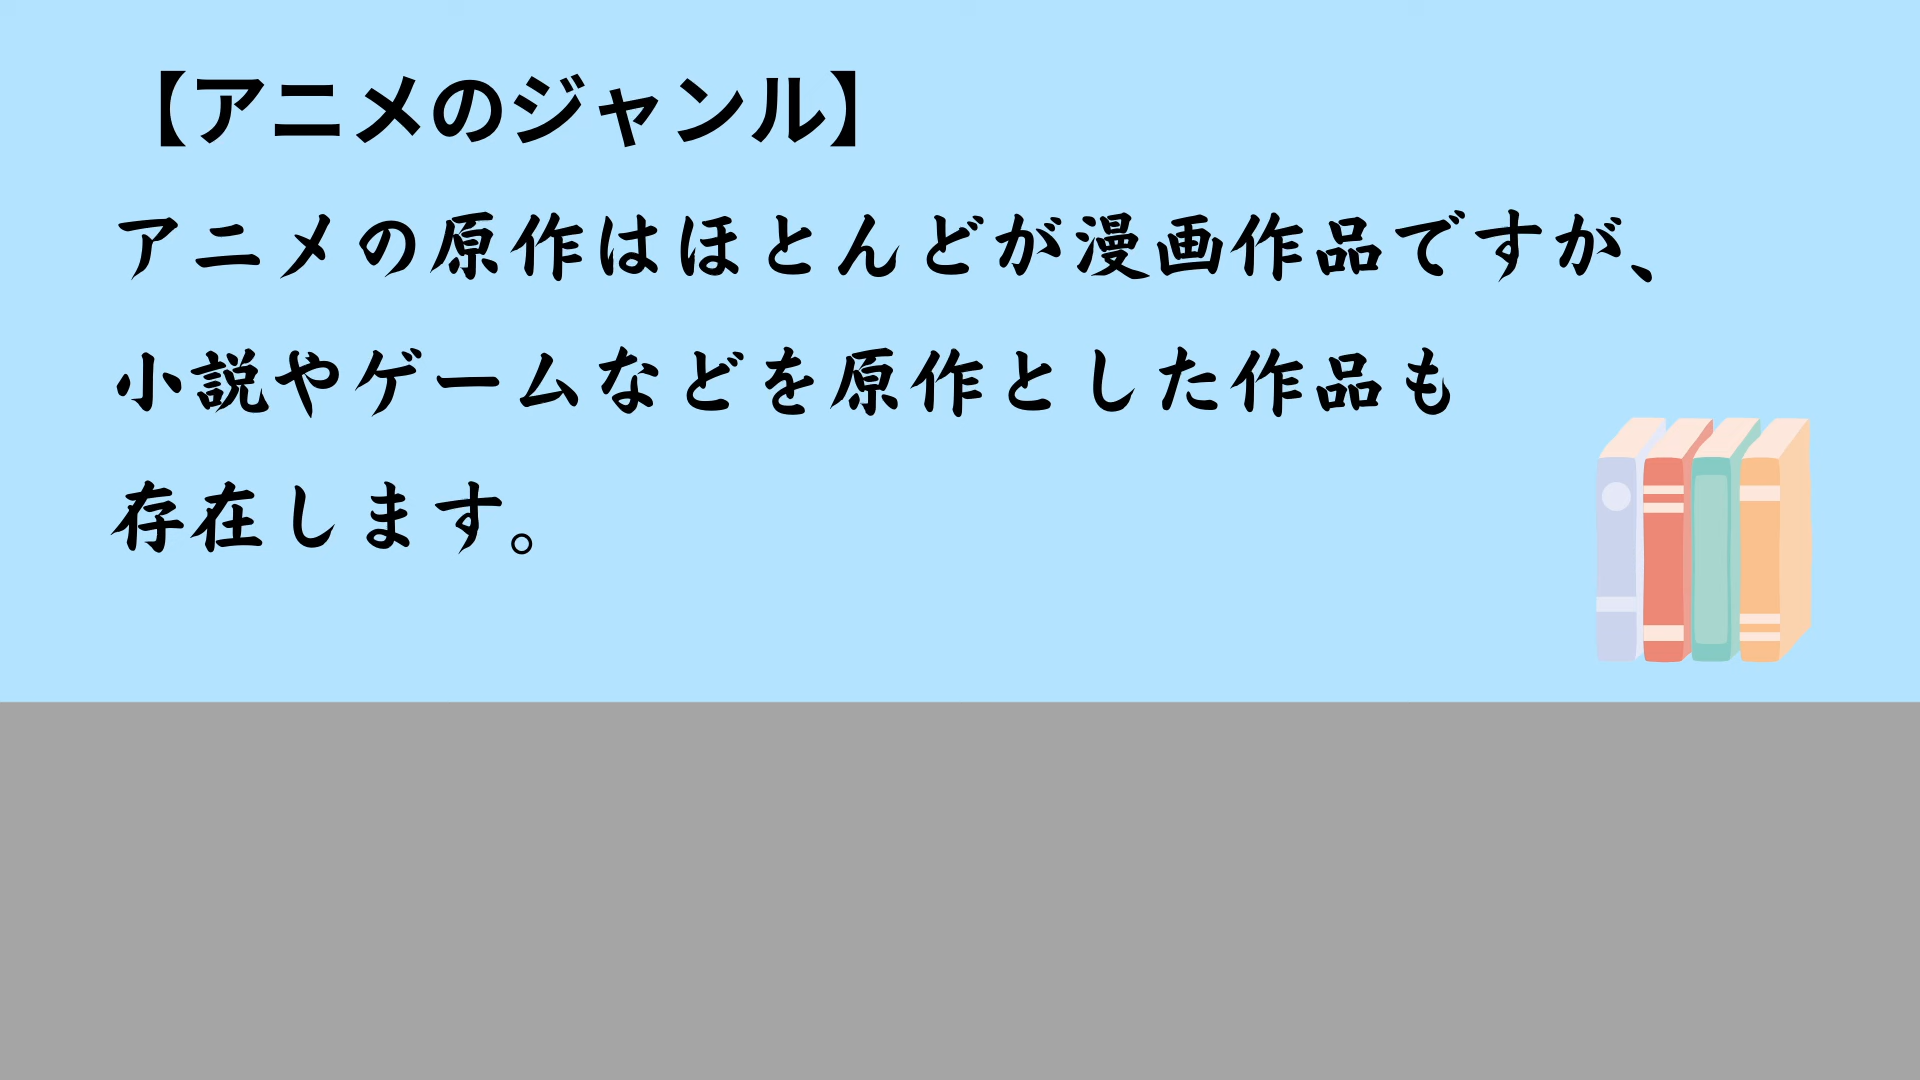 【アニメのジャンル】
アニメの原作はほとんどが漫画作品ですが、
小説やゲームなどを原作とした作品も
存在します。